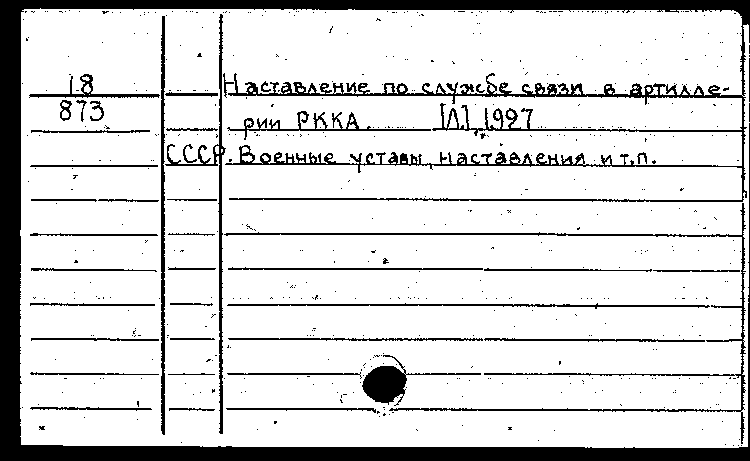 18
873
Наставление по службе связи в артилле-
рии РККА. [Л.], 1927
СССР. Военные уставы, наставления и т.п.